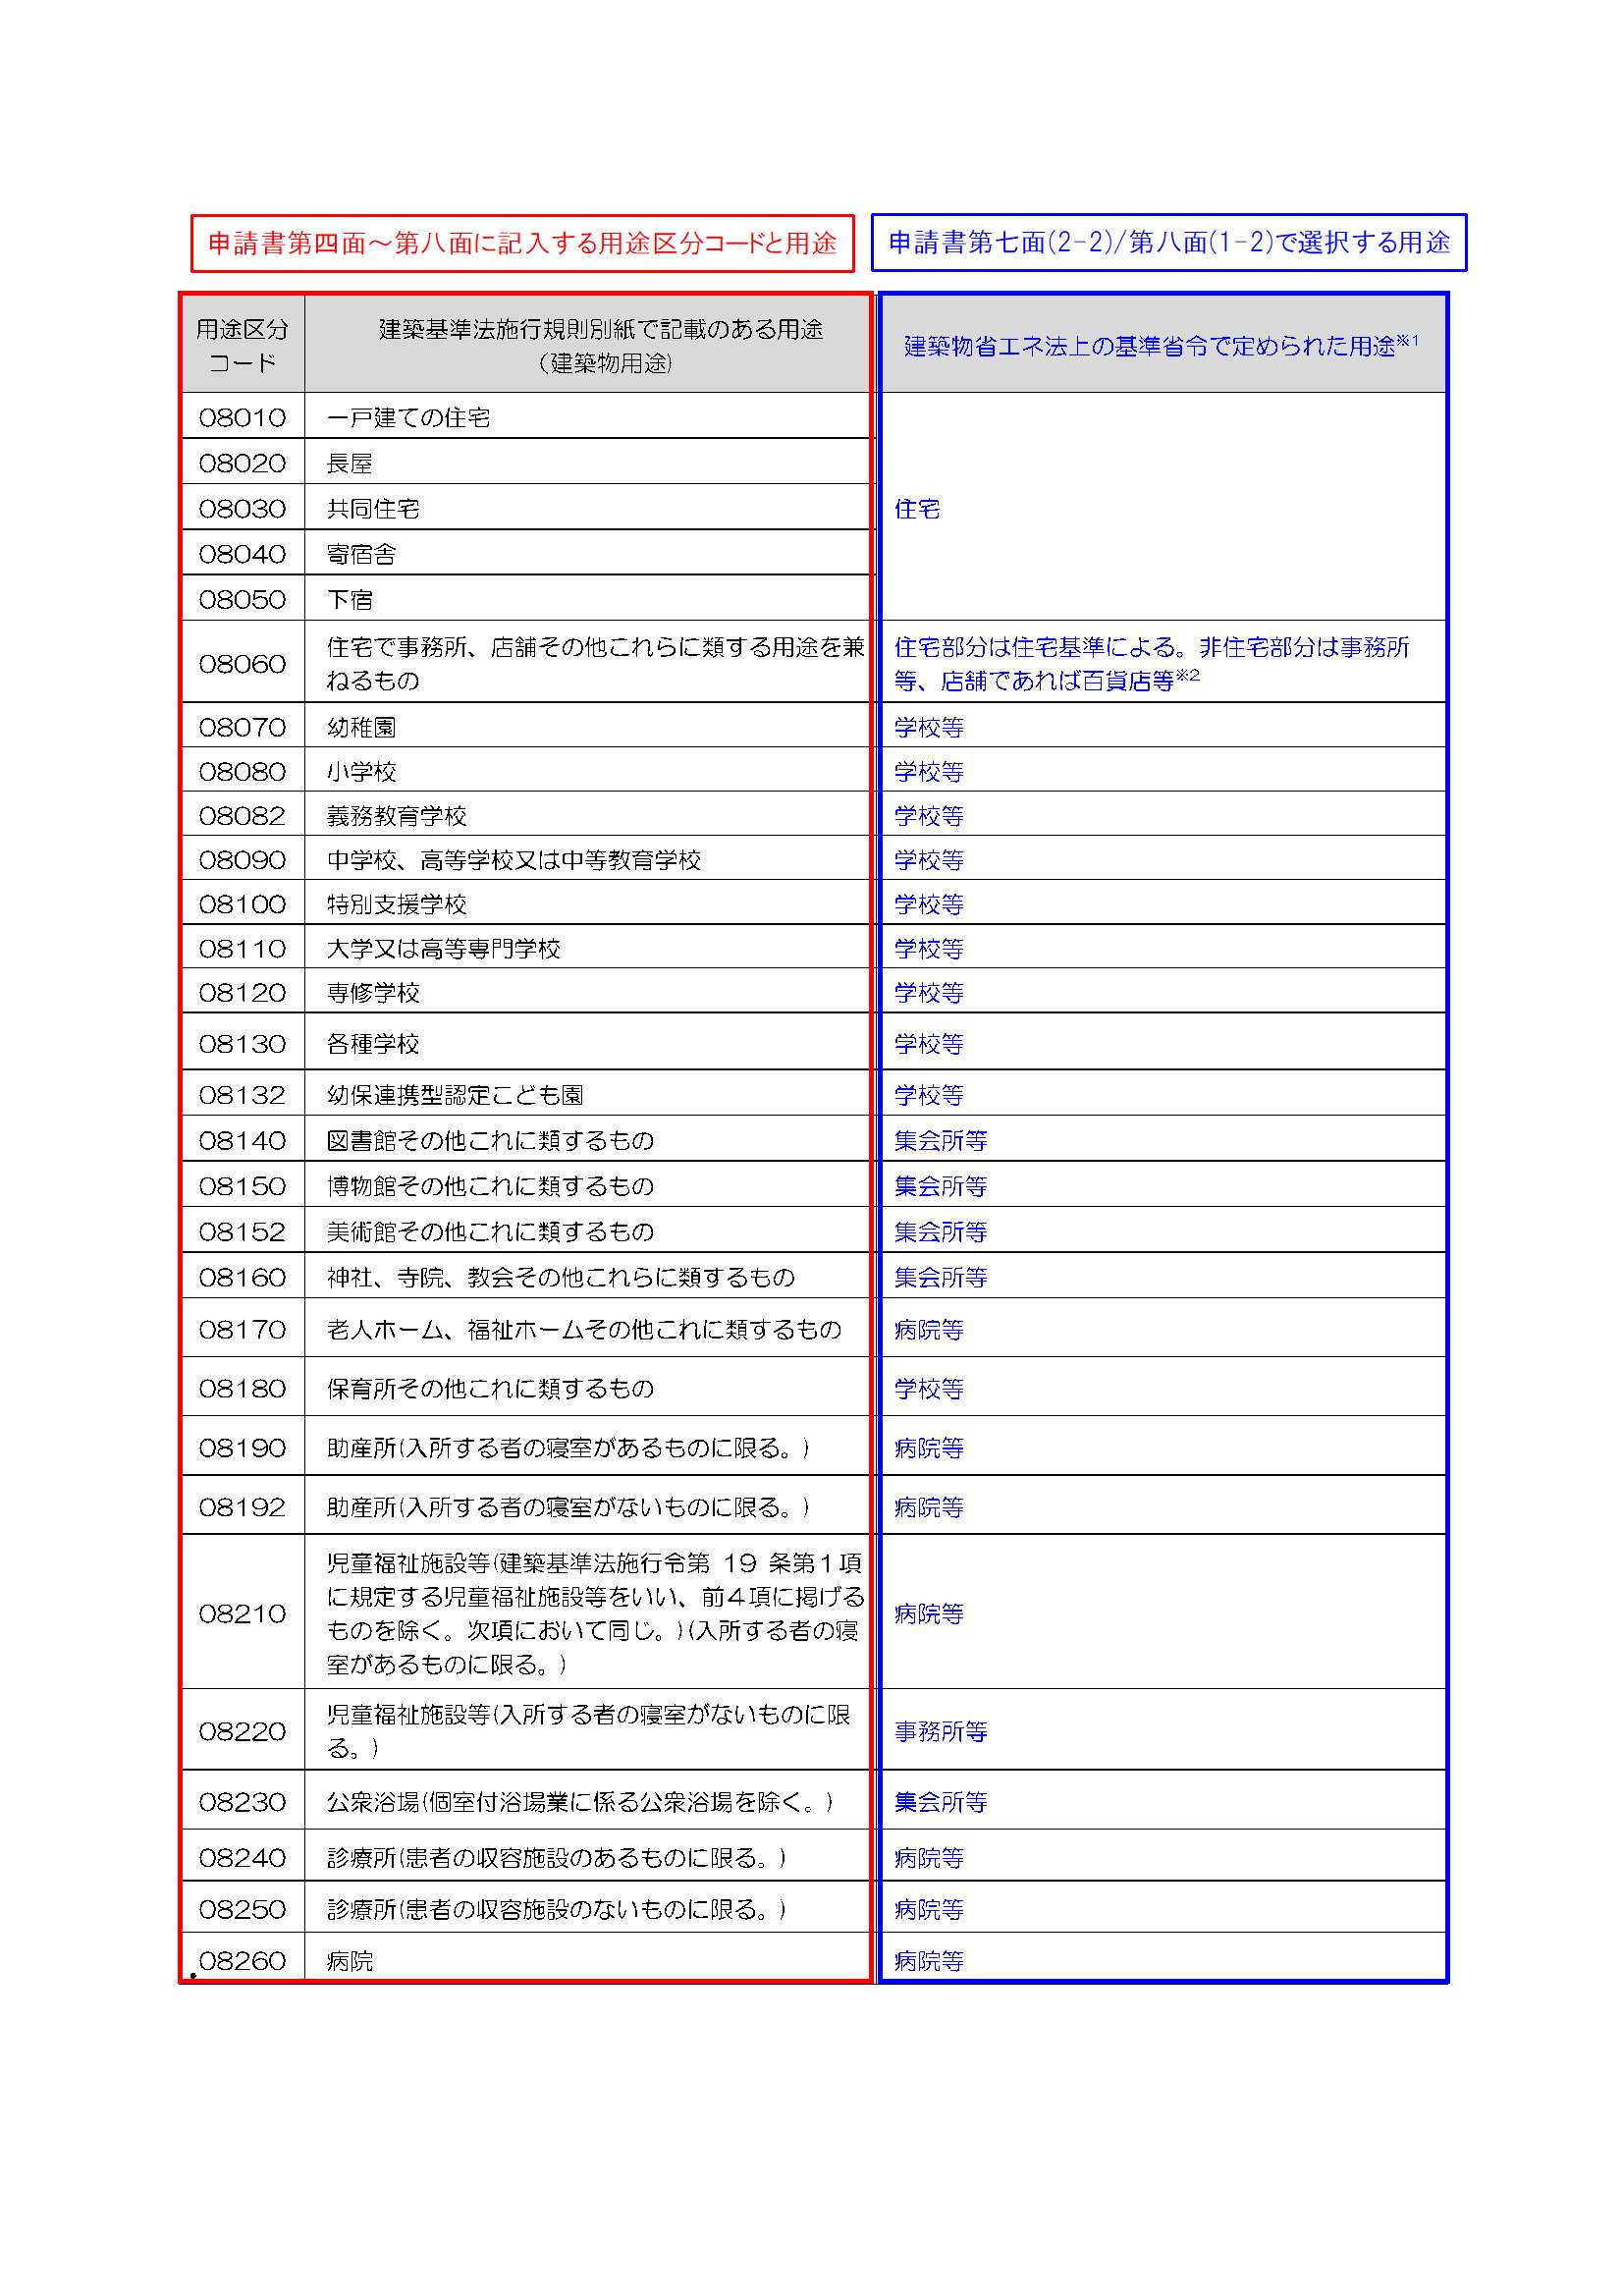 申請書第四面～第八面に記入する用途区分コードと用途
申請書第七面(2-2)/第八面(1-2)で選択する用途
用途区分
コード
建築基準法施行規則別紙で記載のある用途
（建築物用途）
建築物省エネ法上の基準省令で定められた用途※1
08010 一戸建ての住宅
08020 長屋
08030 共同住宅 住宅
08040 寄宿舎
08050 下宿
08060
住宅で事務所、店舗その他これらに類する用途を兼
ねるもの
住宅部分は住宅基準による。非住宅部分は事務所
等、店舗であれば百貨店等※2
08070 幼稚園 学校等
08080 小学校 学校等
08082 義務教育学校 学校等
08090 中学校、高等学校又は中等教育学校 学校等
08100 特別支援学校 学校等
08110 大学又は高等専門学校 学校等
08120 専修学校 学校等
08130 各種学校 学校等
08132 幼保連携型認定こども園 学校等
08140 図書館その他これに類するもの 集会所等
08150 博物館その他これに類するもの 集会所等
08152 美術館その他これに類するもの 集会所等
08160 神社、寺院、教会その他これらに類するもの 集会所等
08170 老人ホーム、福祉ホームその他これに類するもの 病院等
08180 保育所その他これに類するもの 学校等
08190 助産所(入所する者の寝室があるものに限る。) 病院等
08192 助産所(入所する者の寝室がないものに限る。) 病院等
08210
児童福祉施設等(建築基準法施行令第 19 条第１項
に規定する児童福祉施設等をいい、前４項に掲げる
ものを除く。次項において同じ。)(入所する者の寝
室があるものに限る。)
病院等
08220
児童福祉施設等(入所する者の寝室がないものに限
る。)
事務所等
08230 公衆浴場(個室付浴場業に係る公衆浴場を除く。) 集会所等
08240 診療所(患者の収容施設のあるものに限る。) 病院等
08250 診療所(患者の収容施設のないものに限る。) 病院等
08260 病院 病院等